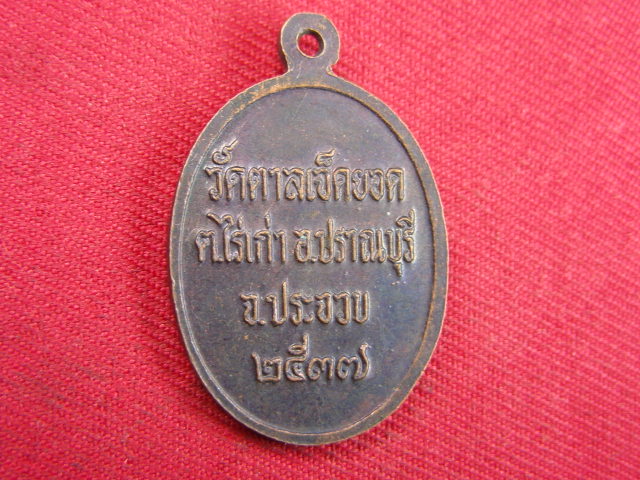 วัดตาลเจ็ดยอด
ต.ไร่เก่า อ.ปราณบุรี
จ.ประจวบ
๒๕๓๗